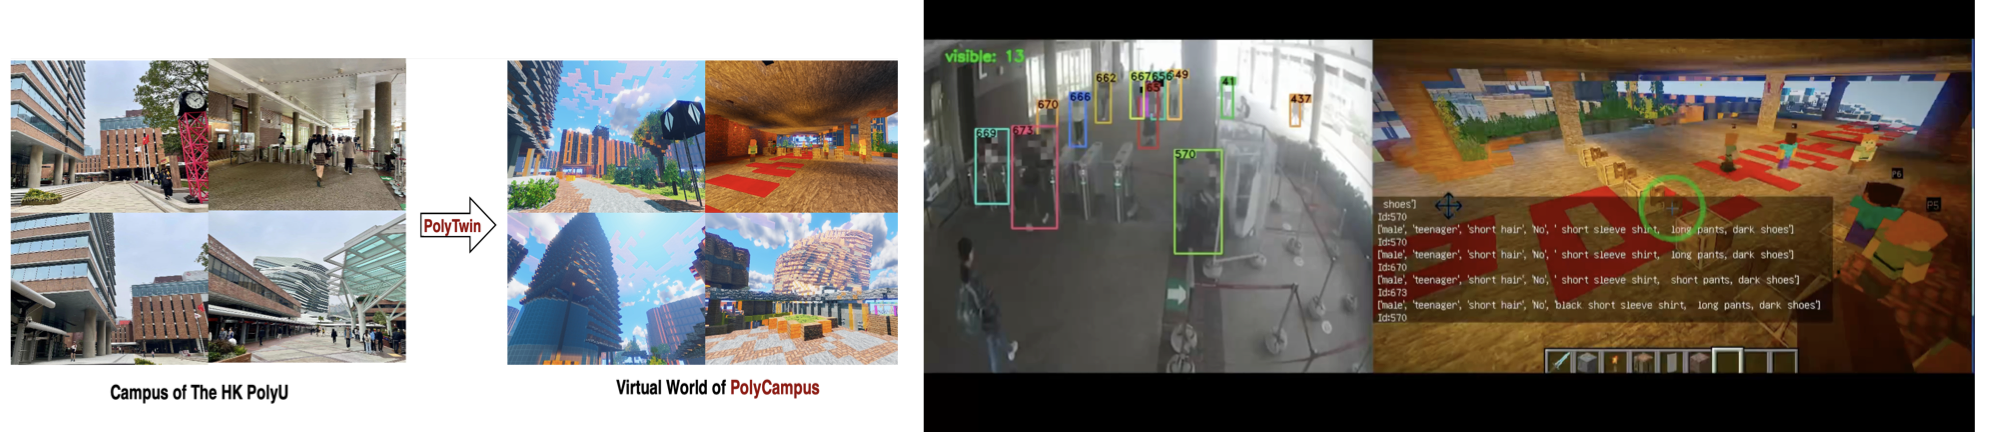 PolyTwin
Campus of The HK PolyU
Virtual World of PolyCampus
visible: 13
662
667
656
649
41
65
437
670
666
669
673
570
P6
P5
shoes']
Id:570
['male', 'teenager', 'short hair', 'No', ' short sleeve shirt,  long pants, dark shoes']
Id:570
['male', 'teenager', 'short hair', 'No', ' short sleeve shirt,  long pants, dark shoes']
Id:670
['male', 'teenager', 'short hair', 'No', ' short sleeve shirt,  short pants, dark shoes']
Id:673
['male', 'teenager', 'short hair', 'No', 'black short sleeve shirt,  long pants, dark shoes']
Id:570